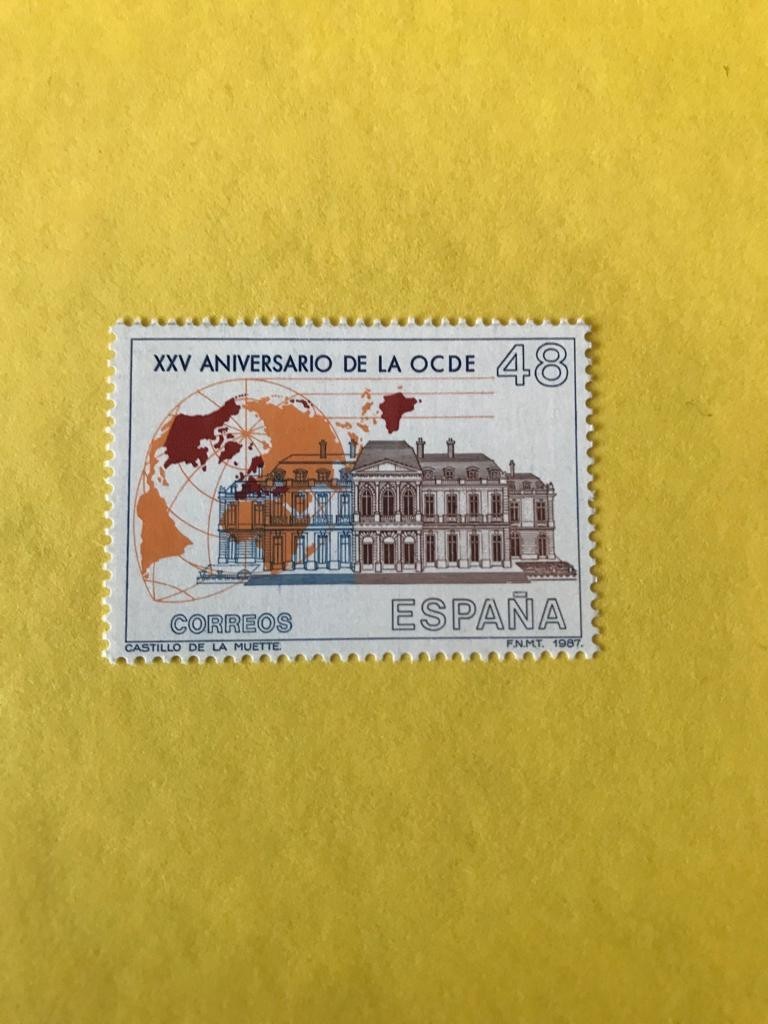 XXV ANIVERSARIO DE LA OCDE 48
CORREOS ESPAÑA
CASTILLO DE LA MUETTE. F.N.M.T. 1987.